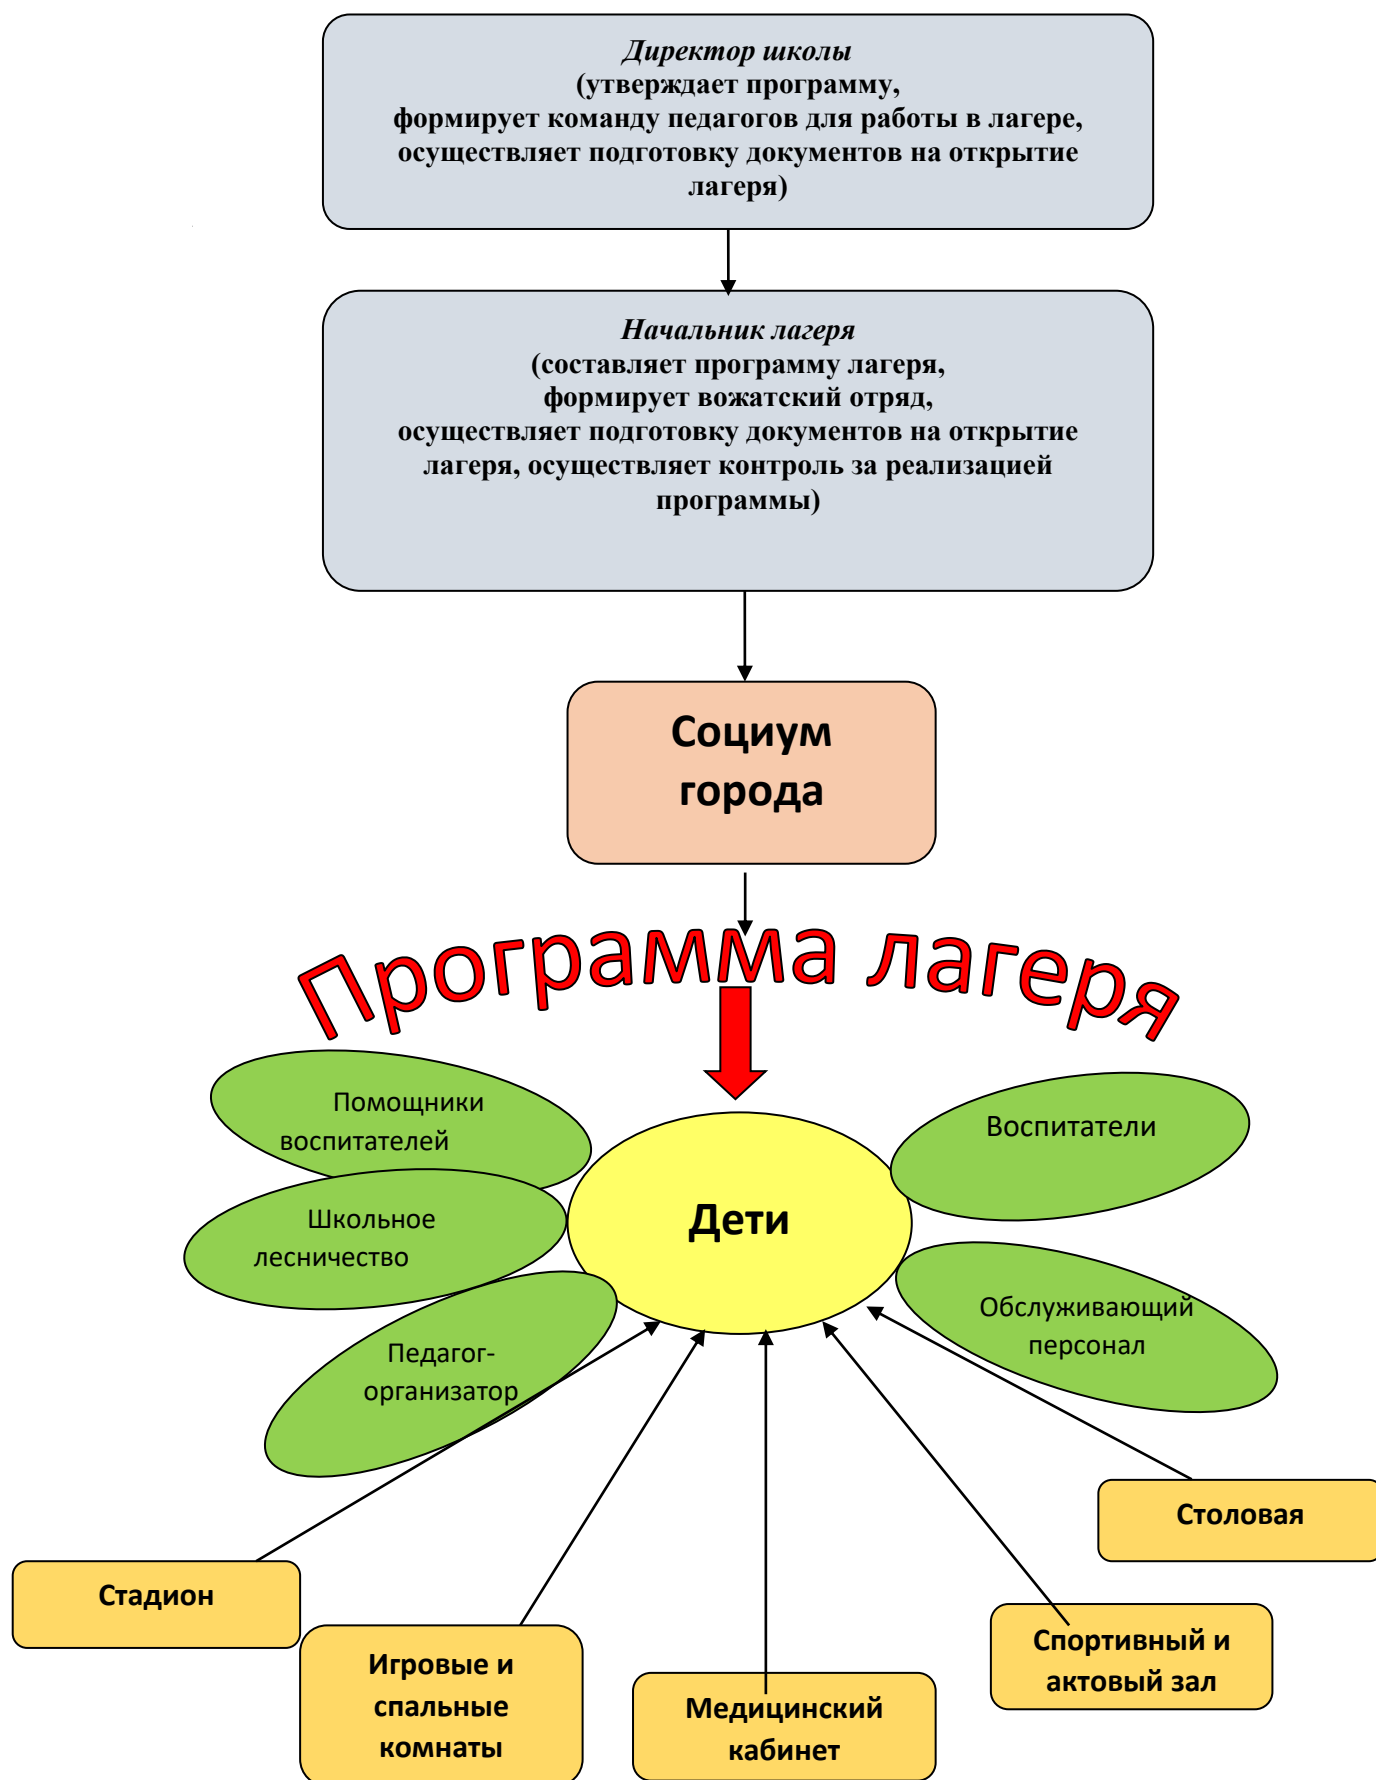 Директор школы
(утверждает программу,
формирует команду педагогов для работы в лагере,
осуществляет подготовку документов на открытие
лагеря)
Начальник лагеря
(составляет программу лагеря,
формирует вожатский отряд,
осуществляет подготовку документов на открытие
лагеря, осуществляет контроль за реализацией
программы)
Социум
города
Программа лагеря
Помощники
воспитателей
Воспитатели
Школьное
лесничество
Дети
Обслуживающий
персонал
Педагог-
организатор
Столовая
Стадион
Игровые и
спальные
комнаты
Медицинский
кабинет
Спортивный и
актовый зал